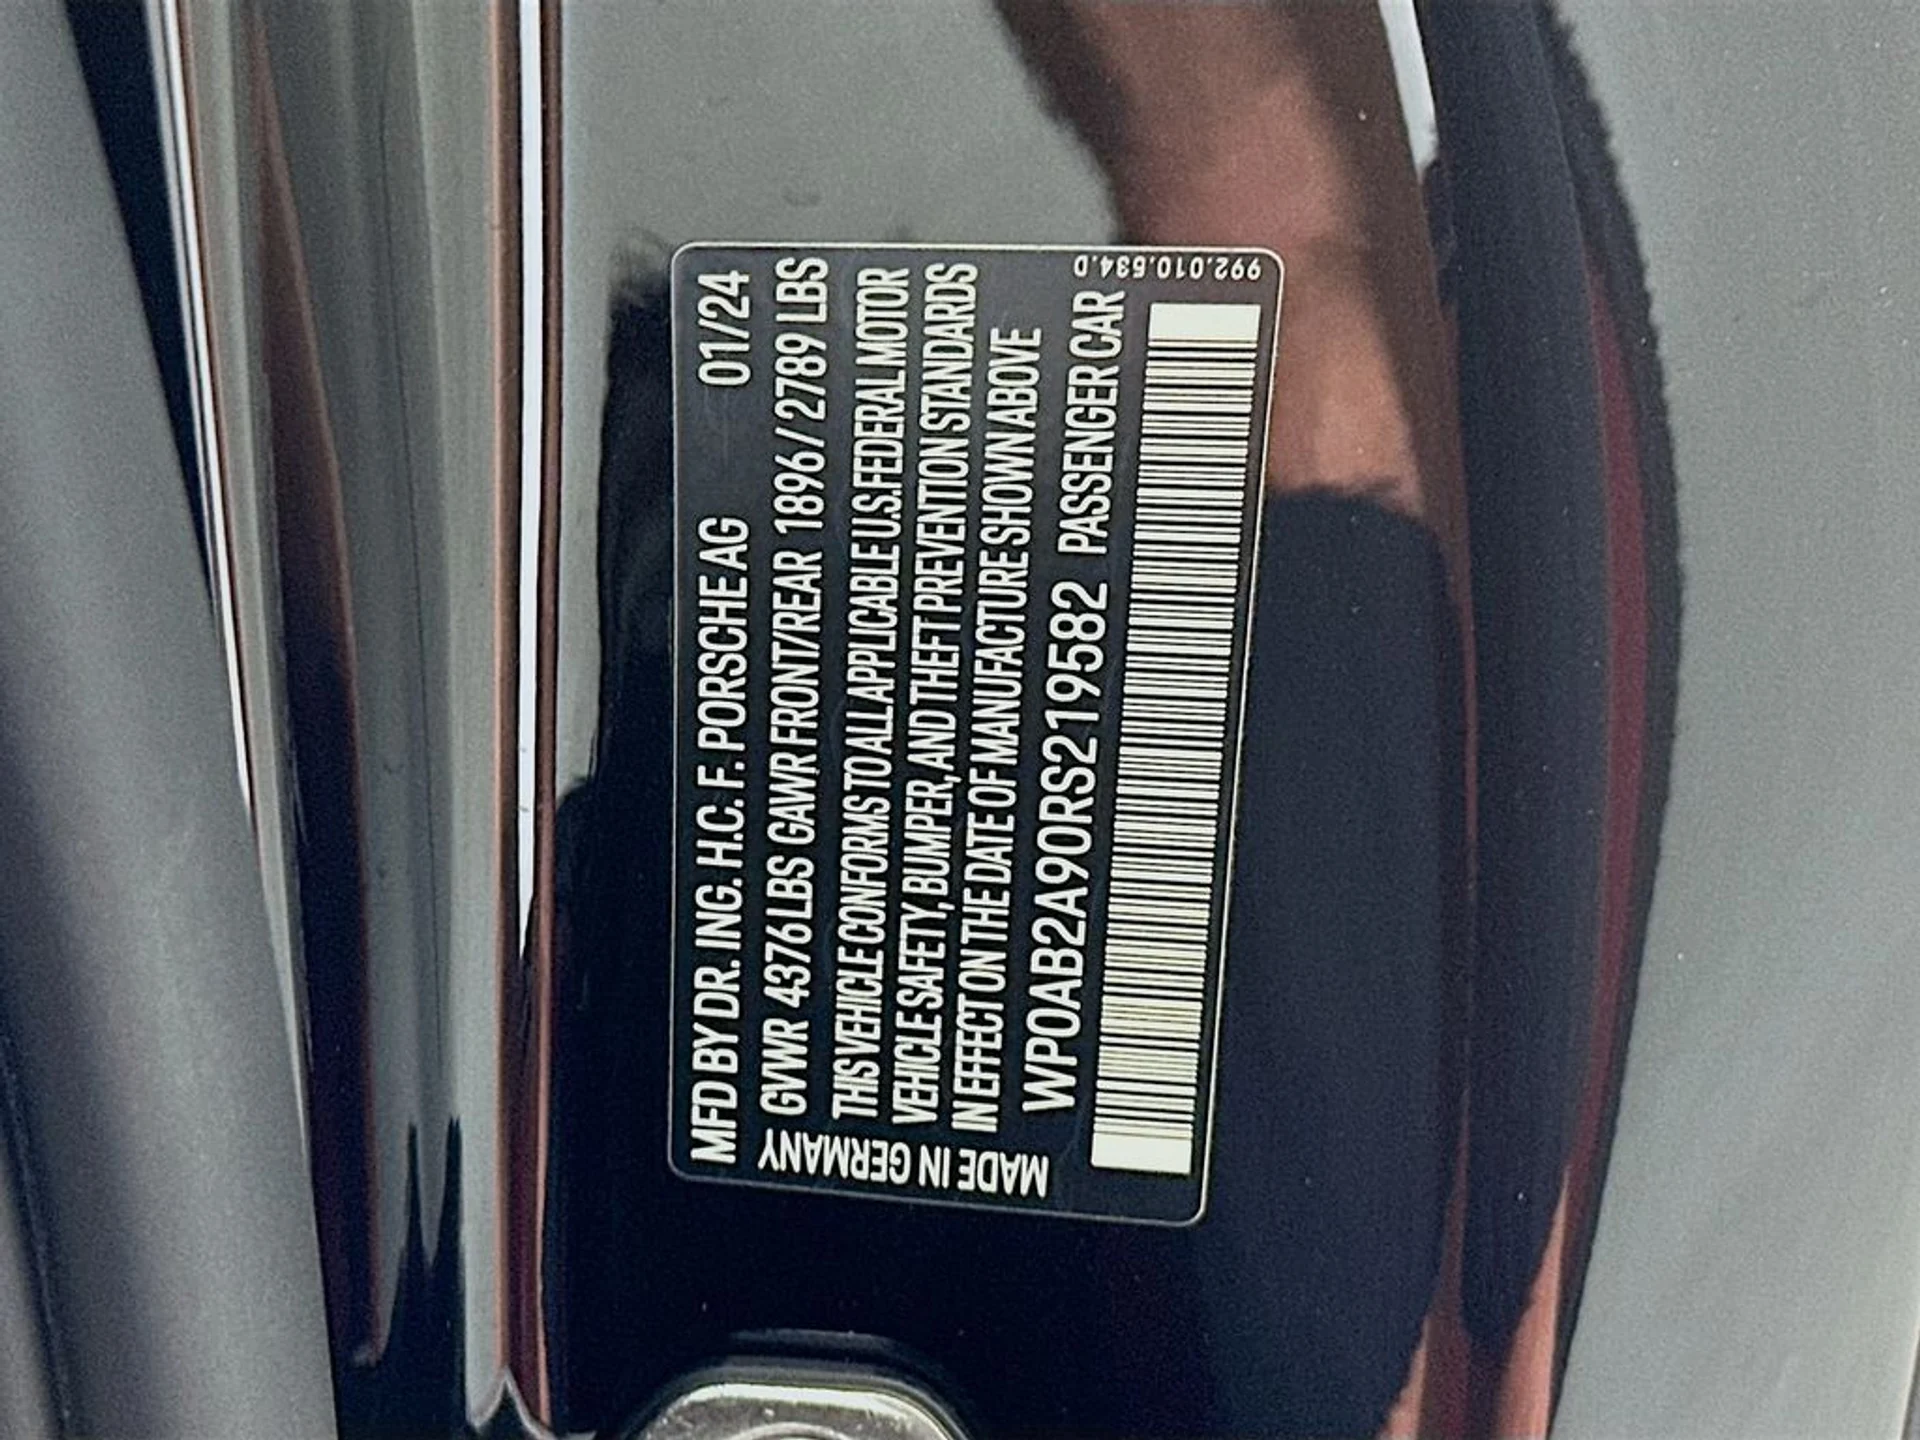 MFD BY DR. ING. H.C. F. PORSCHE AG 01/24
GVWR 4376 LBS GAWR FRONT/REAR 1896/2789 LBS
THIS VEHICLE CONFORMS TO ALL APPLICABLE U.S. FEDERAL MOTOR
VEHICLE SAFETY, BUMPER, AND THEFT PREVENTION STANDARDS
IN EFFECT ON THE DATE OF MANUFACTURE SHOWN ABOVE
WP0AB2A90RS219582 PASSENGER CAR
MADE IN GERMANY
992.010.534.D